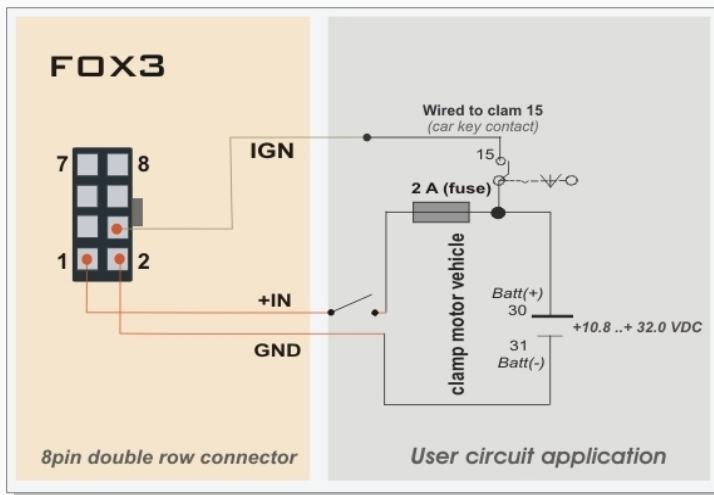 FOX3
Wired to clam 15
(car key contact)
IGN
15
7
8
2 A (fuse)
1
2
clamp motor vehicle
+IN
Batt(+)
30
+10.8 ..+ 32.0 VDC
31
Batt(-)
GND
8pin double row connector
User circuit application